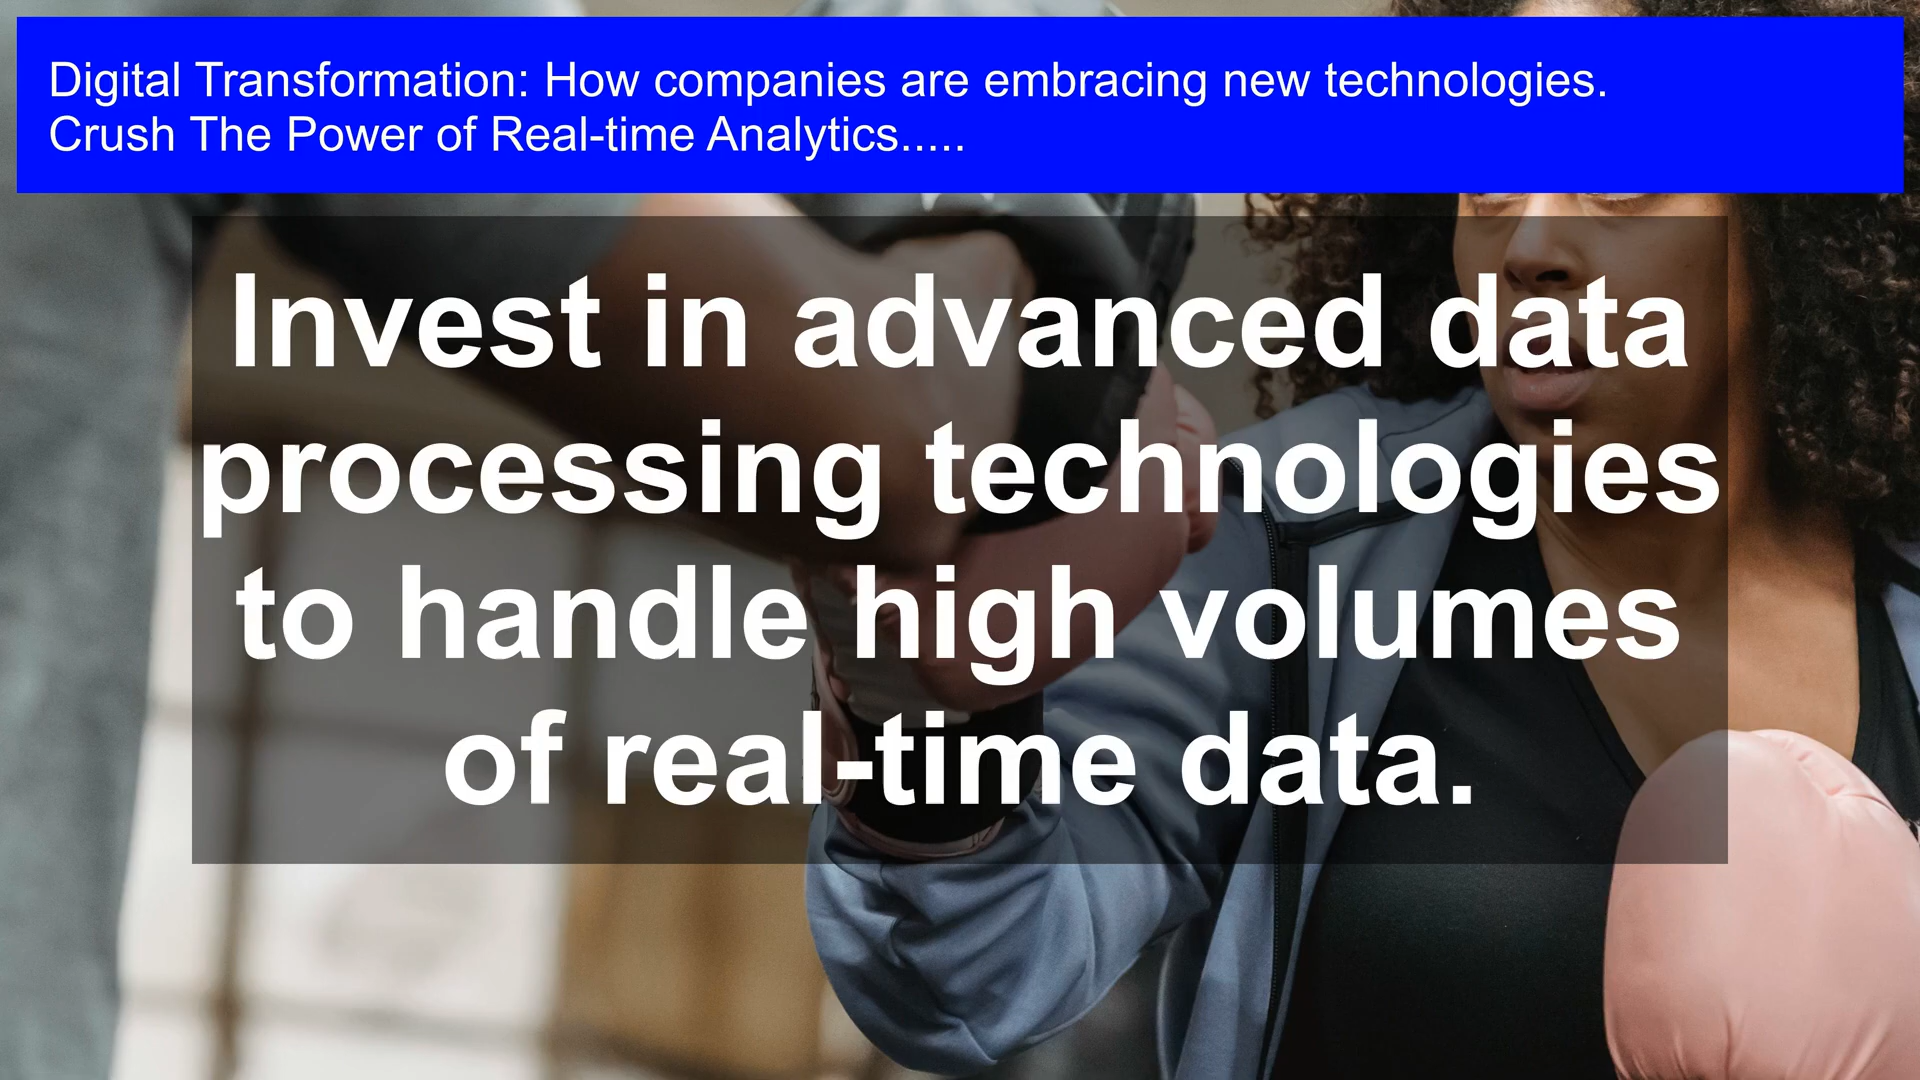 Digital Transformation: How companies are embracing new technologies.
Crush The Power of Real-time Analytics.....
Invest in advanced data
processing technologies
to handle high volumes
of real-time data.